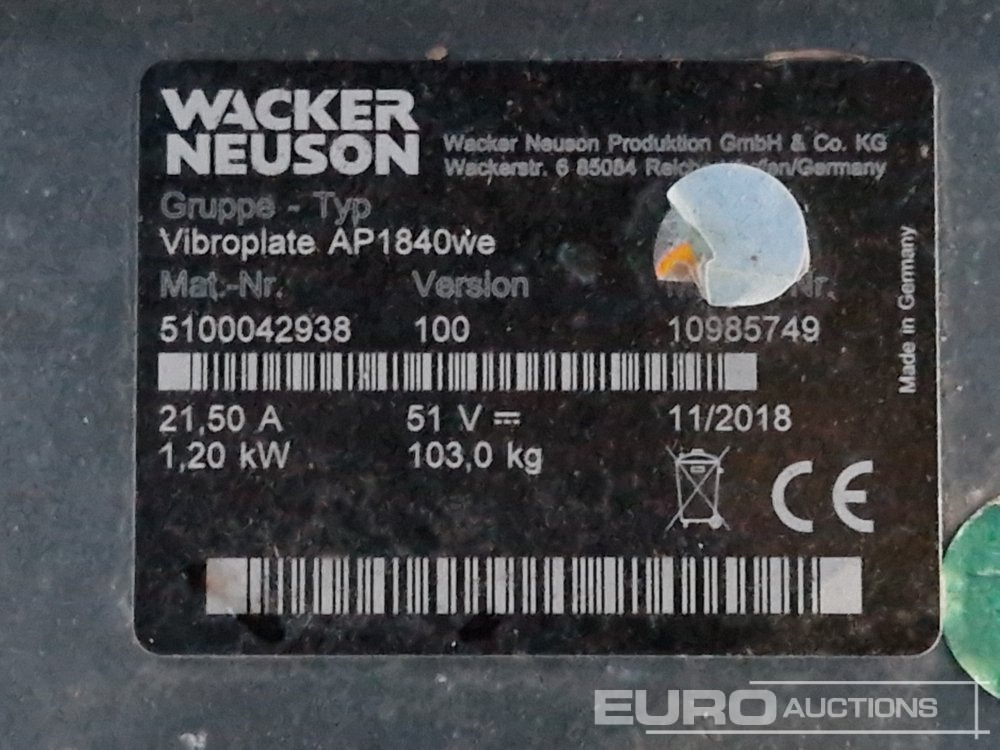 WACKER
NEUSON
Wacker Neuson Produktion GmbH & Co. KG
Wackerstr. 6 85084
Gruppe - Typ
Vibroplate AP1840we
Mat.-Nr. Version Nr.
5100042938 100 10985749
21,50 A 51 V 11/2018
1,20 kW 103,0 kg
CE
Made in Germany
EURO AUCTIONS